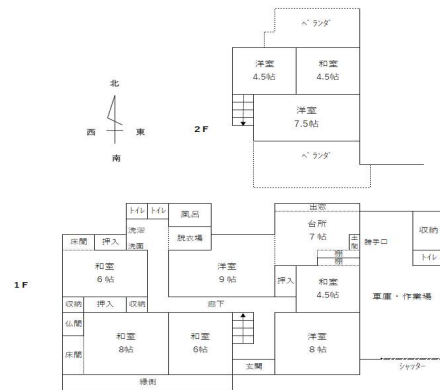 ベランダ
洋室
4.5帖
和室
4.5帖
洋室
7.5帖
ベランダ
2F
北
西
東
南
1F
トイレ
トイレ
風呂
洗濯
洗面
脱衣場
床間
押入
和室
6帖
洋室
9帖
出窓
台所
7帖
玄関
勝手口
棚
棚
収納
トイレ
押入
和室
4.5帖
車庫・作業場
収納
押入
収納
廊下
仏間
床間
和室
8帖
和室
6帖
洋室
8帖
玄関
シャッター
縁側